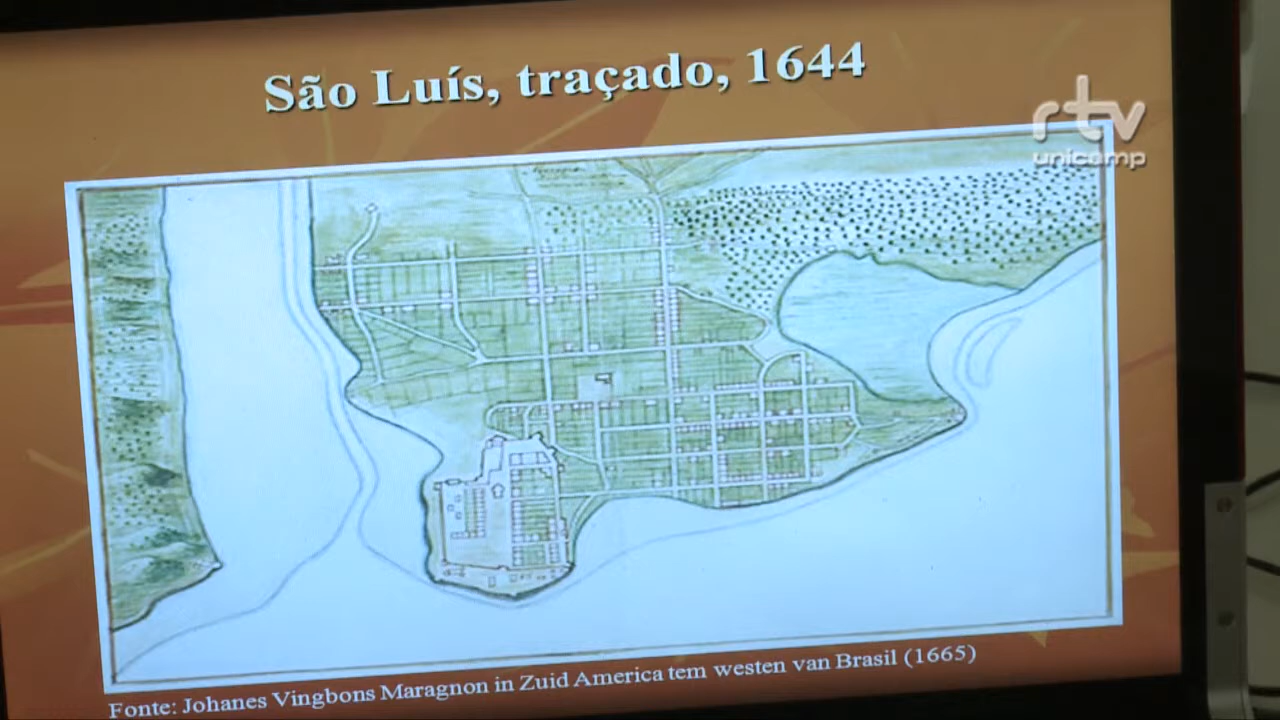 São Luís, traçado, 1644
rtv
unicamp
Fonte: Johanes Vingbons Maragnon in Zuid America tem westen van Brasil (1665)